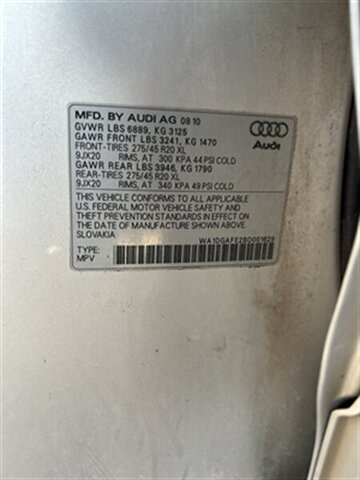 MFD. BY AUDI AG 08 10
GVWR LBS 6889, KG 3125
GAWR FRONT LBS 3241, KG 1470
FRONT-TIRES 275/45 R20 XL
9JX20 RIMS, AT 300 KPA 44 PSI COLD
GAWR REAR LBS 3946, KG 1790
REAR-TIRES 275/45 R20 XL
9JX20 RIMS, AT 340 KPA 49 PSI COLD
Audi
THIS VEHICLE CONFORMS TO ALL APPLICABLE
U.S. FEDERAL MOTOR VEHICLE SAFETY AND
THEFT PREVENTION STANDARDS IN EFFECT ON
THE DATE OF MANUFACTURE SHOWN ABOVE.
SLOVAKIA
WA1DGAFE2BD001629
TYPE:
MPV